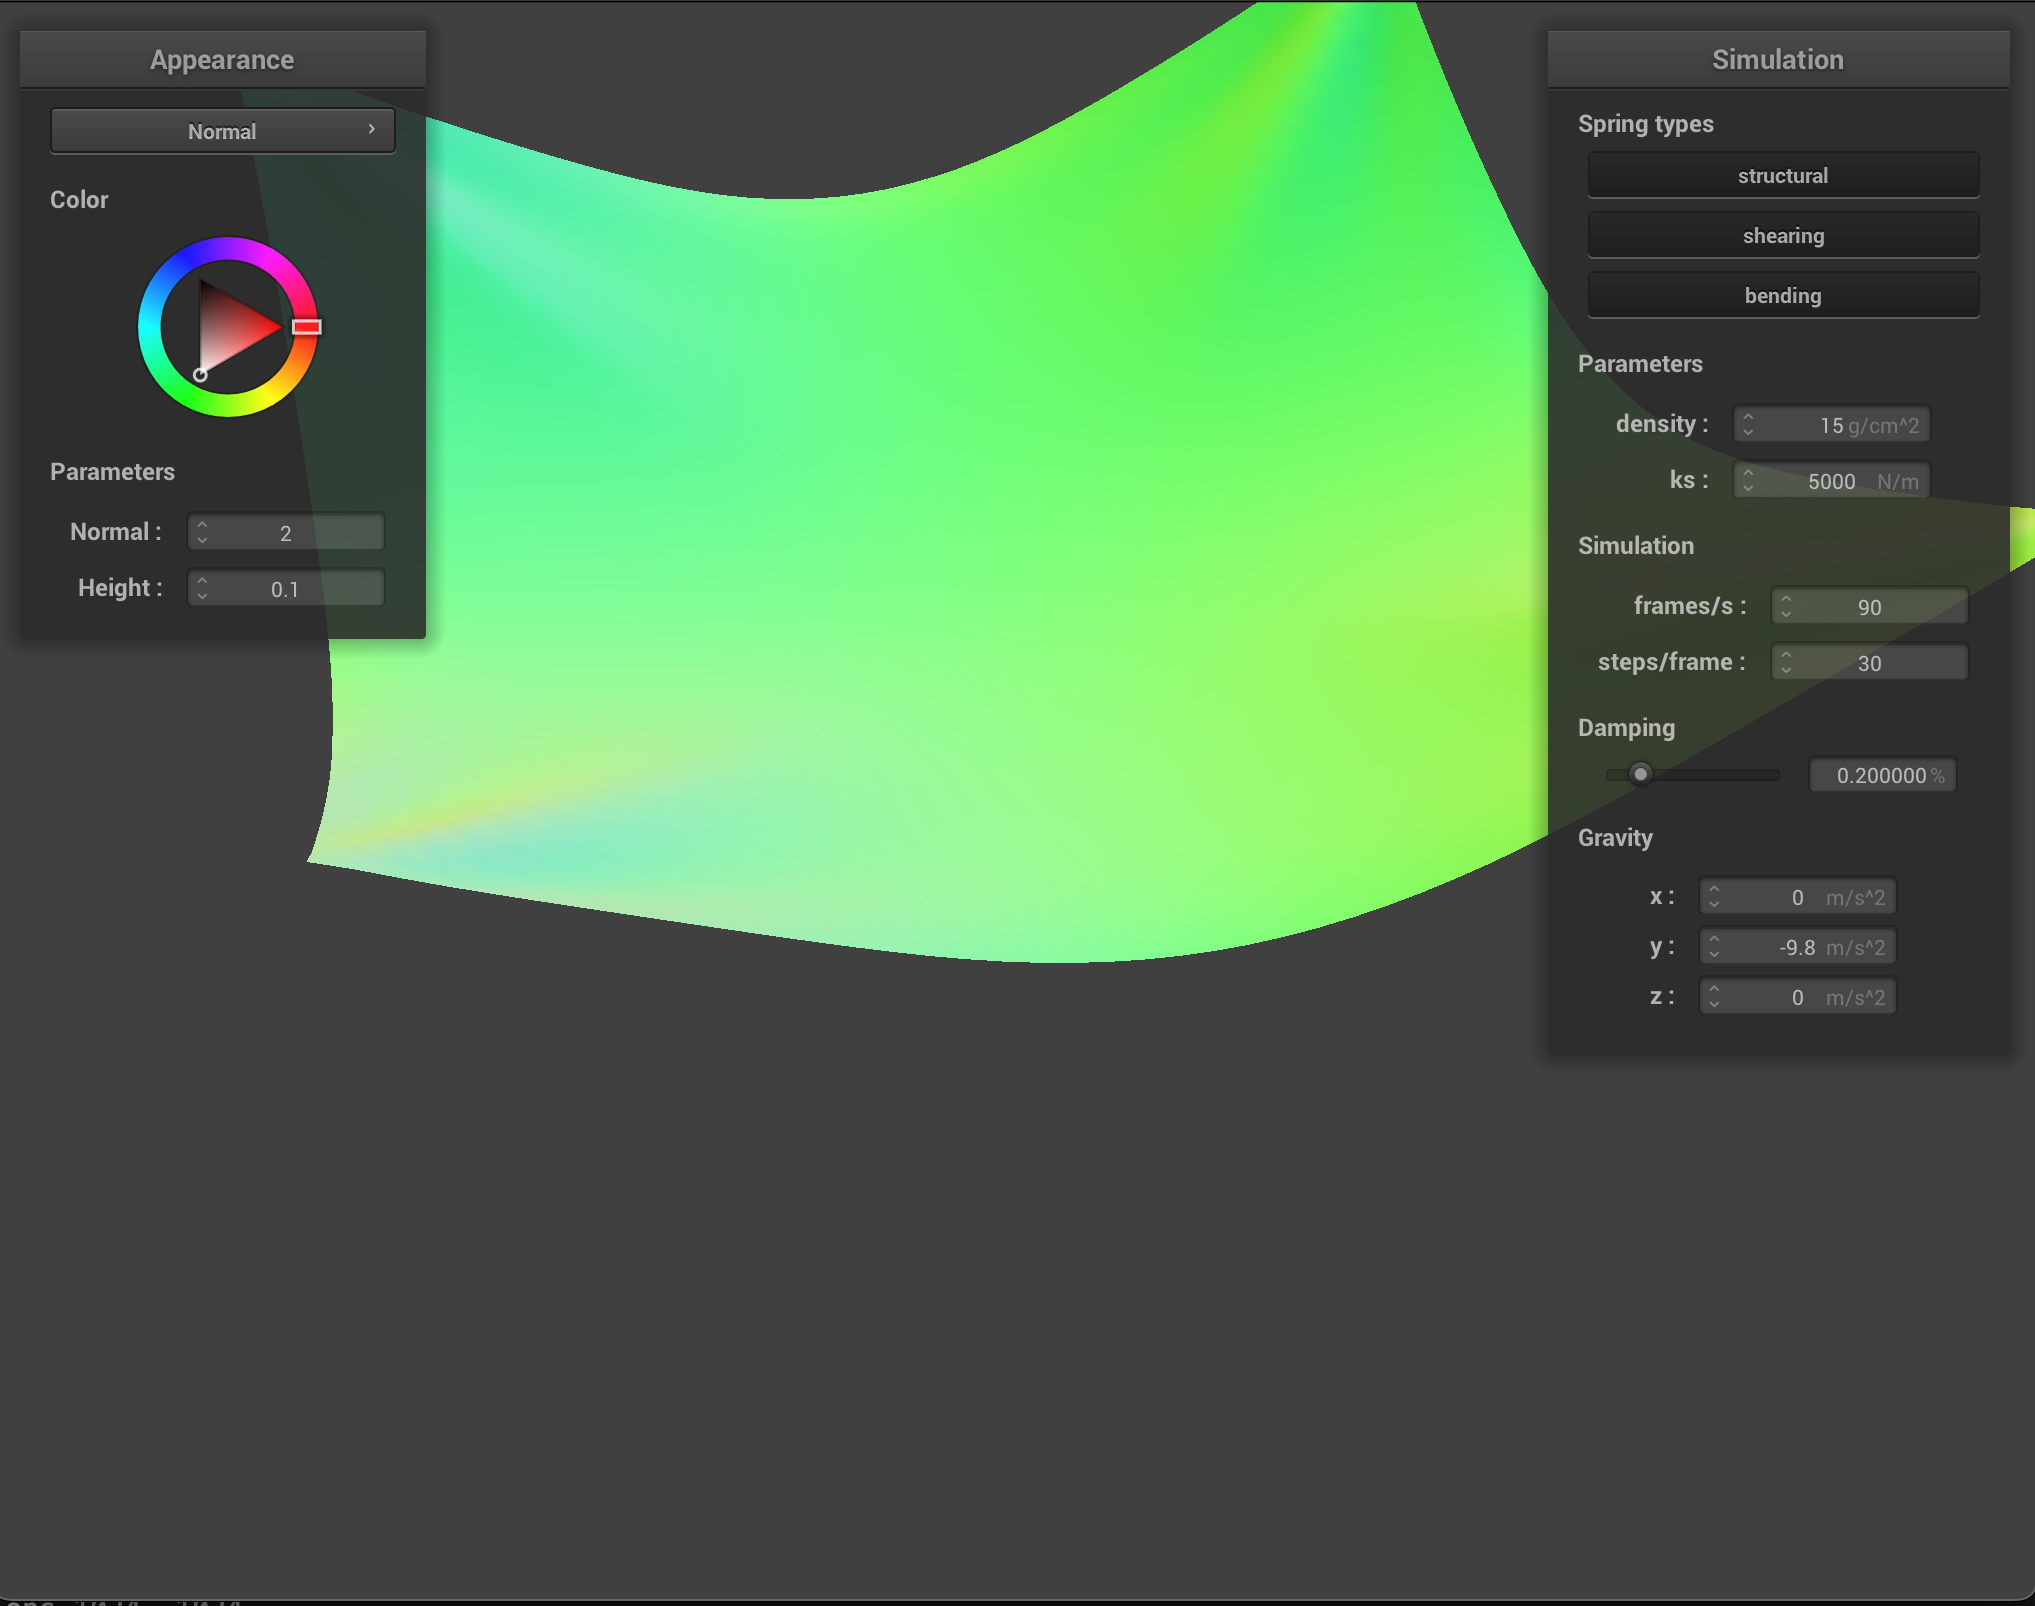 Appearance
Normal
Color
Parameters
Normal : 2
Height : 0.1
Simulation
Spring types
structural
shearing
bending
Parameters
density : 15 g/cm^2
ks : 5000 N/m
Simulation
frames/s : 90
steps/frame : 30
Damping
0.200000 %
Gravity
x : 0 m/s^2
y : -9.8 m/s^2
z : 0 m/s^2